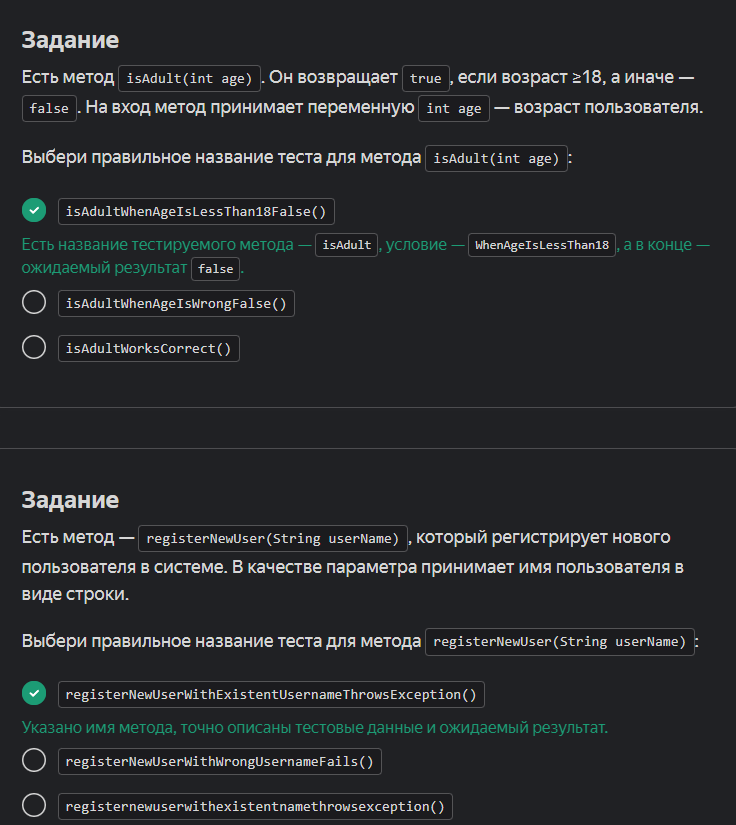 Задание
Есть метод isAdult(int age). Он возвращает true, если возраст ≥18, а иначе —
false. На вход метод принимает переменную int age — возраст пользователя.
Выбери правильное название теста для метода isAdult(int age):
isAdultWhenAgeIsLessThan18False()
Есть название тестируемого метода — isAdult, условие — WhenAgeIsLessThan18, а в конце —
ожидаемый результат false.
isAdultWhenAgeIsWrongFalse()
isAdultWorksCorrect()
Задание
Есть метод — registerNewUser(String userName), который регистрирует нового
пользователя в системе. В качестве параметра принимает имя пользователя в
виде строки.
Выбери правильное название теста для метода registerNewUser(String userName):
registerNewUserWithExistentUsernameThrowsException()
Указано имя метода, точно описаны тестовые данные и ожидаемый результат.
registerNewUserWithWrongUsernameFails()
registernewuserwithexistentnamethrowsexception()